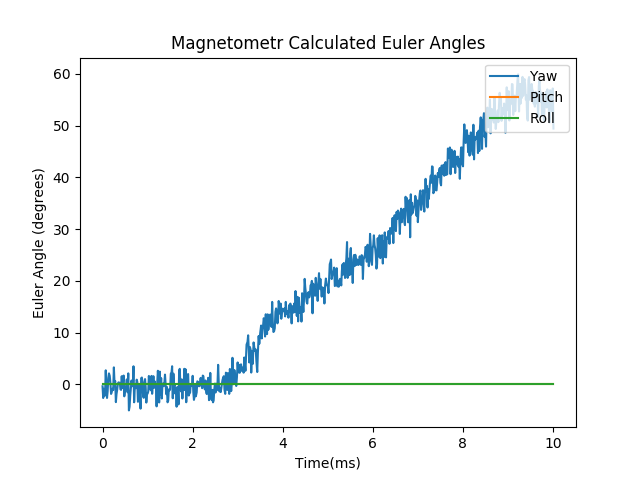 Magnetometr Calculated Euler Angles
Yaw
Pitch
Roll
Euler Angle (degrees)
60
50
40
30
20
10
0
0 2 4 6 8 10
Time(ms)